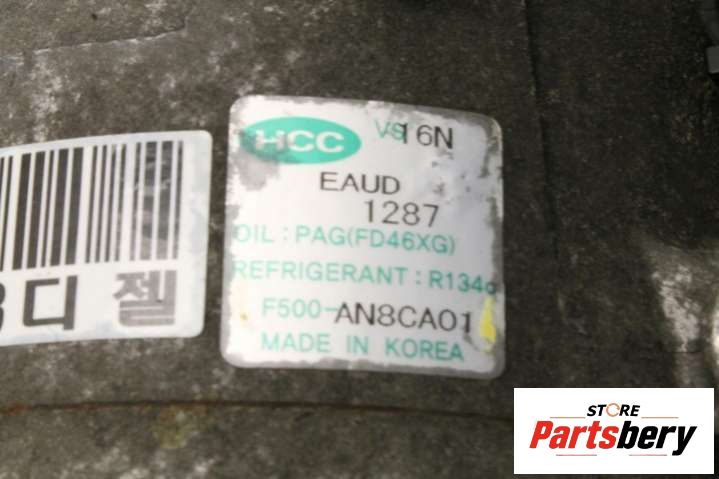 HCC VS16N
EAUD
1287
OIL : PAG(FD46XG)
REFRIGERANT : R134a
F500-AN8CA01
MADE IN KOREA
디젤
STORE
Partsbery